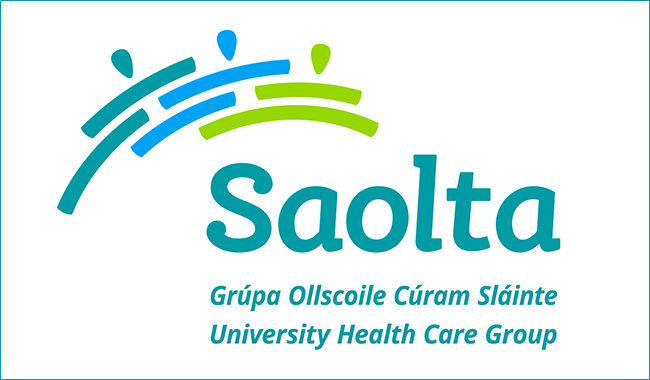 Saolta
Grúpa Ollscoile Cúram Sláinte
University Health Care Group